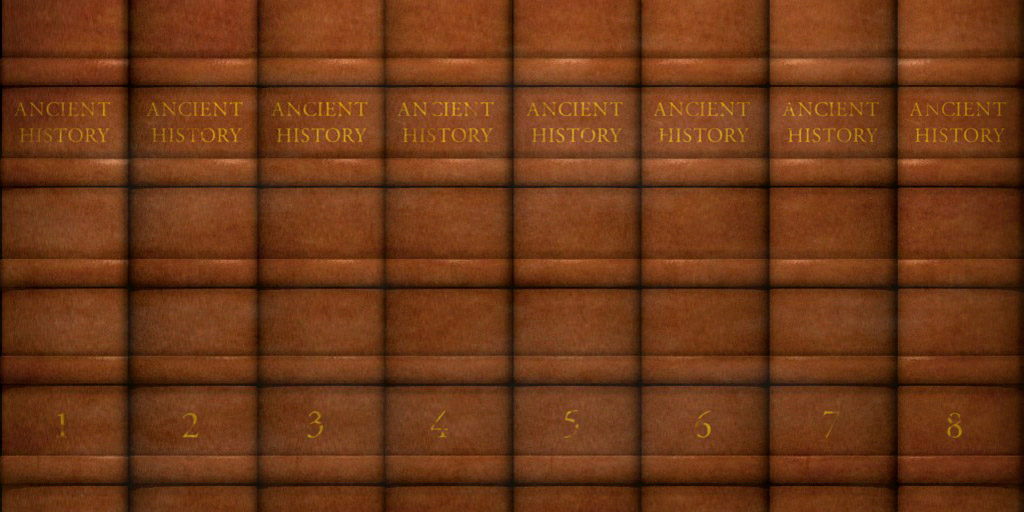 ANCIENT
HISTORY
ANCIENT
HISTORY
ANCIENT
HISTORY
ANCIENT
HISTORY
ANCIENT
HISTORY
ANCIENT
HISTORY
ANCIENT
HISTORY
ANCIENT
HISTORY
1
2
3
4
5
6
7
8